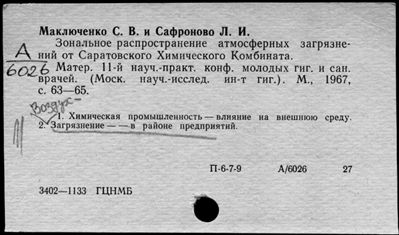 Маключенко С. В. и Сафроново Л. И.
Зональное распространение атмосферных загрязне-
ний от Саратовского Химического Комбината.
А/6026
Матер. 11-й науч.-практ. конф. молодых гиг. и сан.
врачей. (Моск. науч.-исслед. ин-т гиг.). М., 1967,
с. 63—65.
Воздух—
1. Химическая промышленность — влияние на внешнюю среду.
2. Загрязнение — — в районе предприятий.
П-6-7-9 А/6026 27
3402—1133 ГЦНМБ